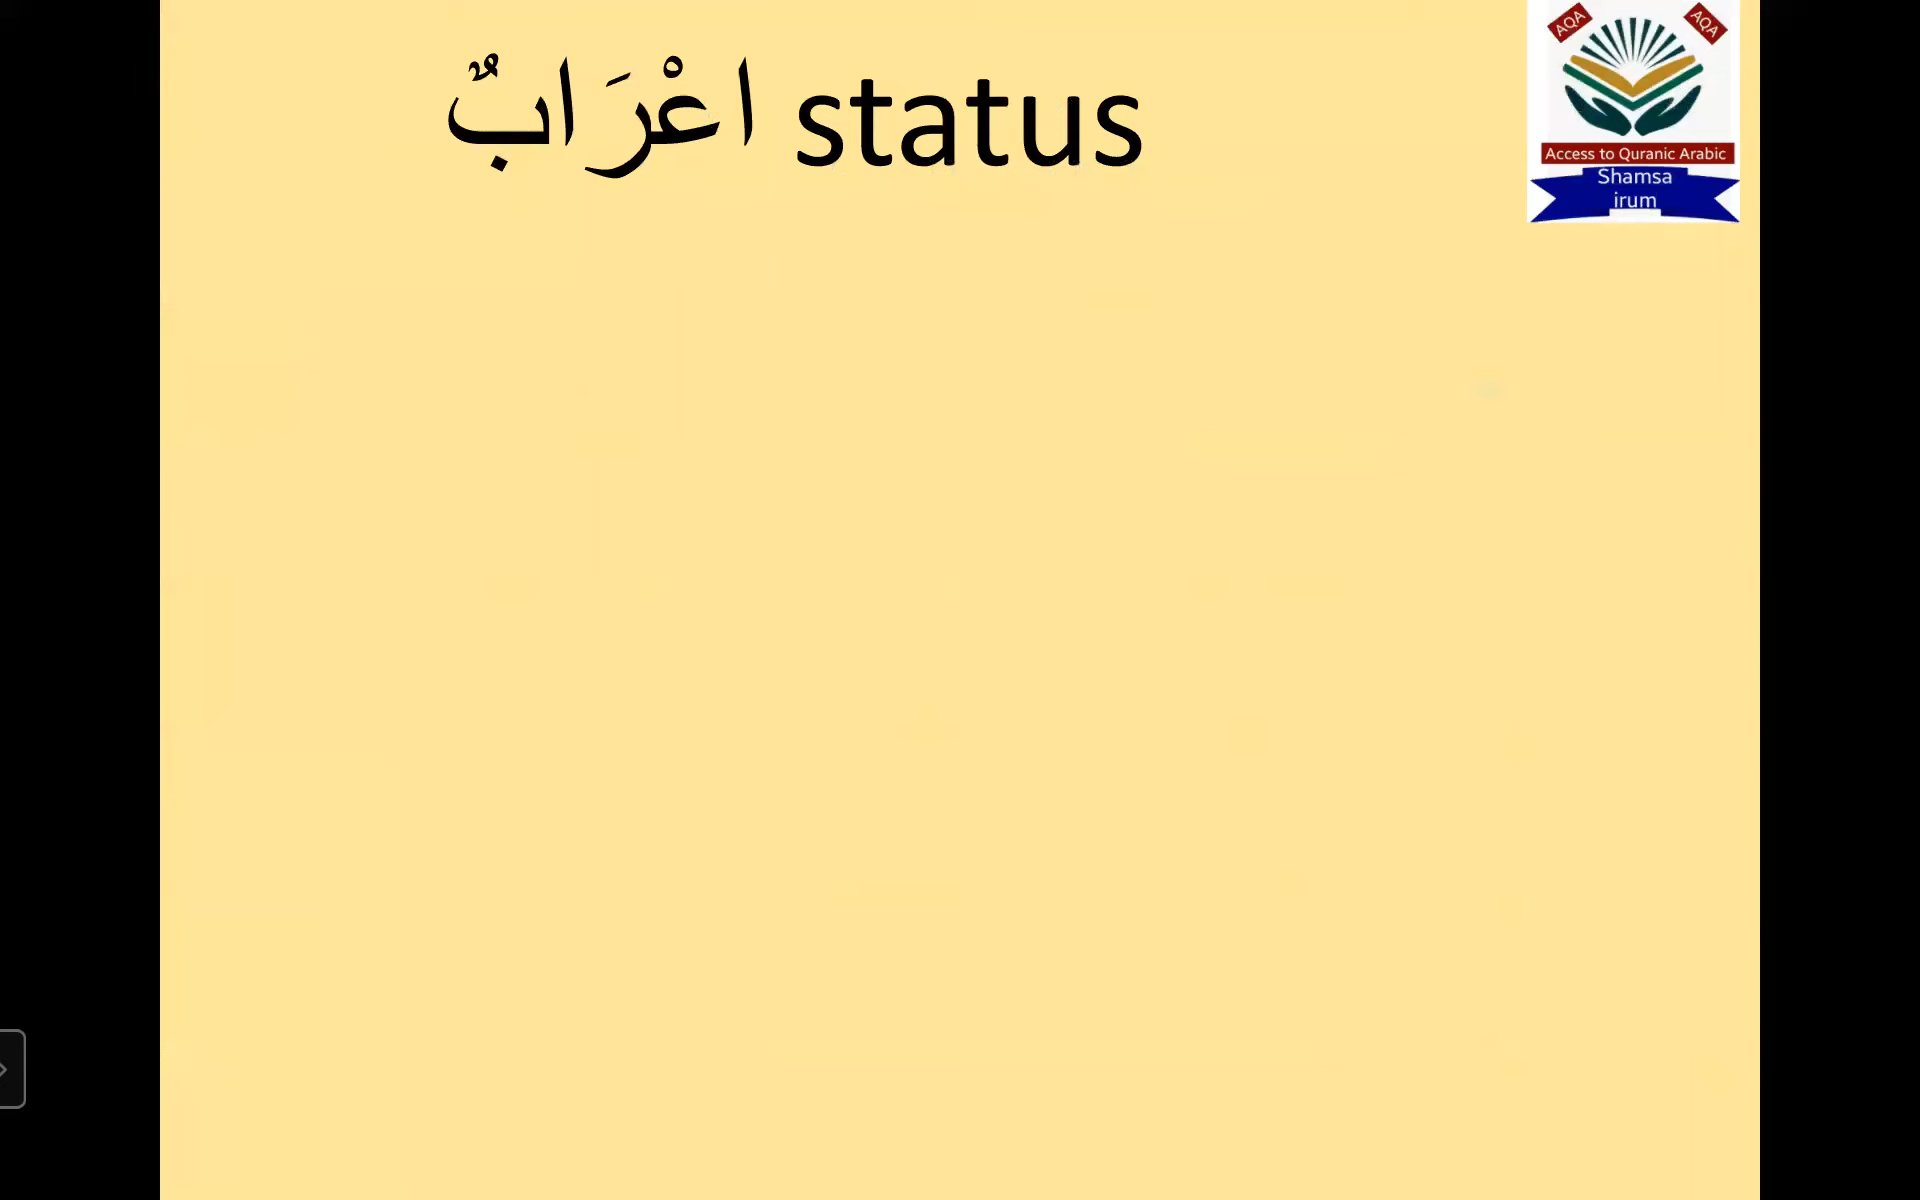 اعْرَابٌ status
AQA
AQA
Access to Quranic Arabic
Shamsa
irum